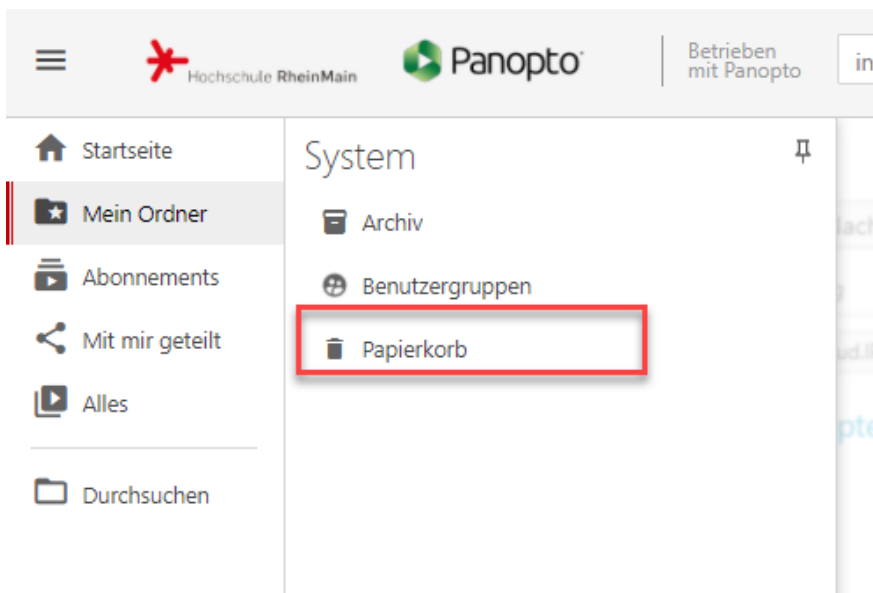 Hochschule RheinMain
Panopto
Betrieben
mit Panopto
in
Startseite
Mein Ordner
Abonnements
Mit mir geteilt
Alles
Durchsuchen
System
Archiv
Benutzergruppen
Papierkorb